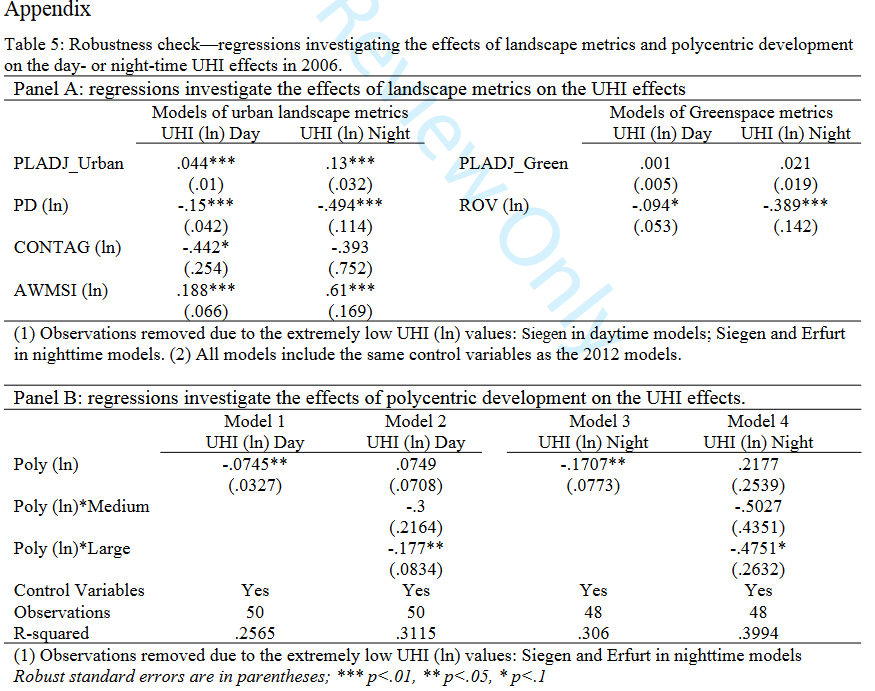 Appendix
Table 5: Robustness check—regressions investigating the effects of landscape metrics and polycentric development
on the day- or night-time UHI effects in 2006.
Panel A: regressions investigate the effects of landscape metrics on the UHI effects
Models of urban landscape metrics Models of Greenspace metrics
UHI (ln) Day UHI (ln) Night UHI (ln) Day UHI (ln) Night
PLADJ_Urban .044*** .13*** PLADJ_Green .001 .021
(.01) (.032) (.005) (.019)
PD (ln) -.15*** -.494*** ROV (ln) -.094* -.389***
(.042) (.114) (.053) (.142)
CONTAG (ln) -.442* -.393
(.254) (.752)
AWMSI (ln) .188*** .61***
(.066) (.169)
(1) Observations removed due to the extremely low UHI (ln) values: Siegen in daytime models; Siegen and Erfurt
in nighttime models. (2) All models include the same control variables as the 2012 models.
Panel B: regressions investigate the effects of polycentric development on the UHI effects.
Model 1 Model 2 Model 3 Model 4
UHI (ln) Day UHI (ln) Day UHI (ln) Night UHI (ln) Night
Poly (ln) -.0745** .0749 -.1707** .2177
(.0327) (.0708) (.0773) (.2539)
Poly (ln)*Medium -.3 -.5027
(.2164) (.4351)
Poly (ln)*Large -.177** -.4751*
(.0834) (.2632)
Control Variables Yes Yes Yes Yes
Observations 50 50 48 48
R-squared .2565 .3115 .306 .3994
(1) Observations removed due to the extremely low UHI (ln) values: Siegen and Erfurt in nighttime models
Robust standard errors are in parentheses; *** p<.01, ** p<.05, * p<.1
Review Only